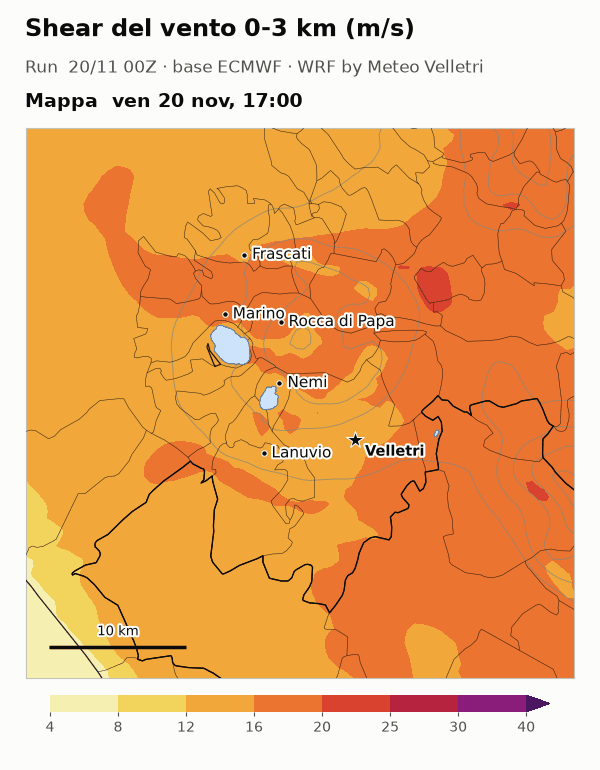 Shear del vento 0-3 km (m/s)
Run  20/11 00Z · base ECMWF · WRF by Meteo Velletri
Mappa  ven 20 nov, 17:00
Frascati
Marino
Rocca di Papa
Nemi
Velletri
Lanuvio
10 km
4 8 12 16 20 25 30 40